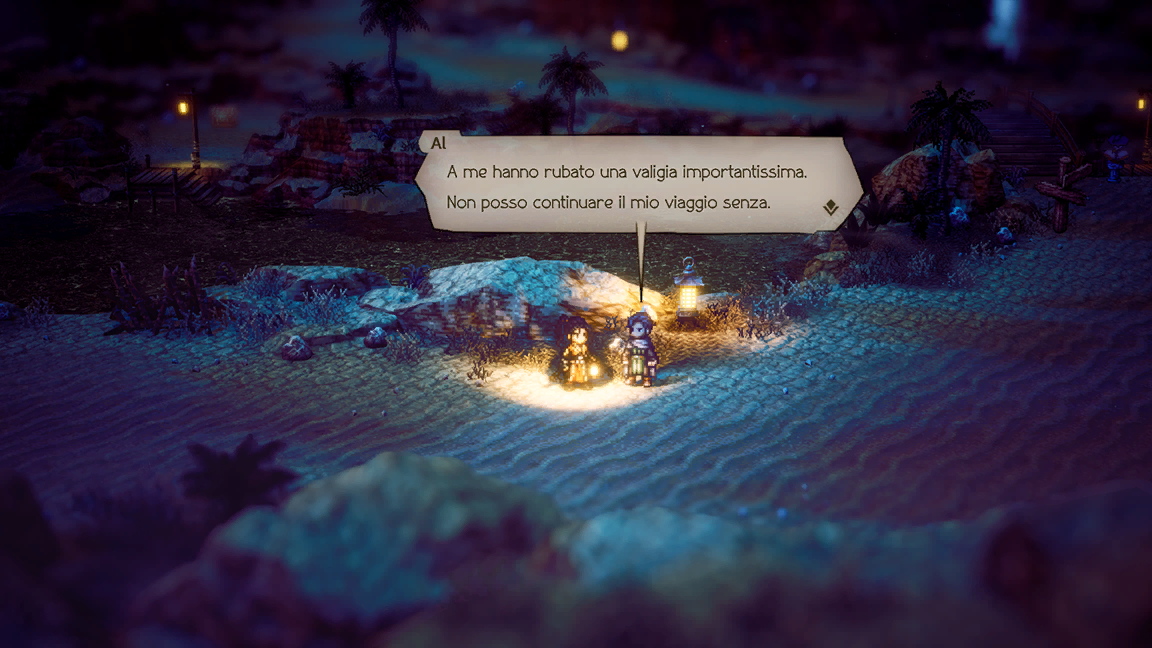 Al
A me hanno rubato una valigia importantissima.
Non posso continuare il mio viaggio senza.